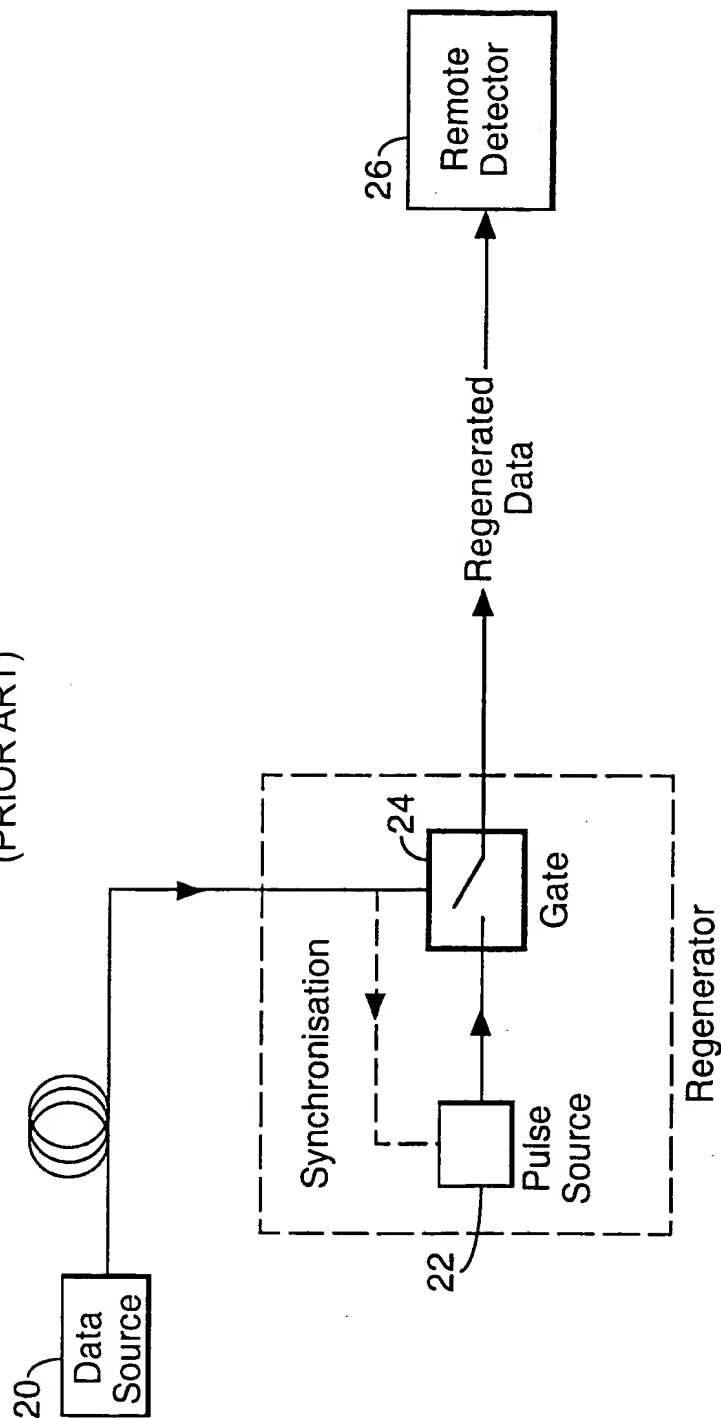 (PRIOR ART)
20
Data
Source
Synchronisation
24
Gate
Pulse
Source
22
Regenerator
Regenerated
Data
26
Remote
Detector